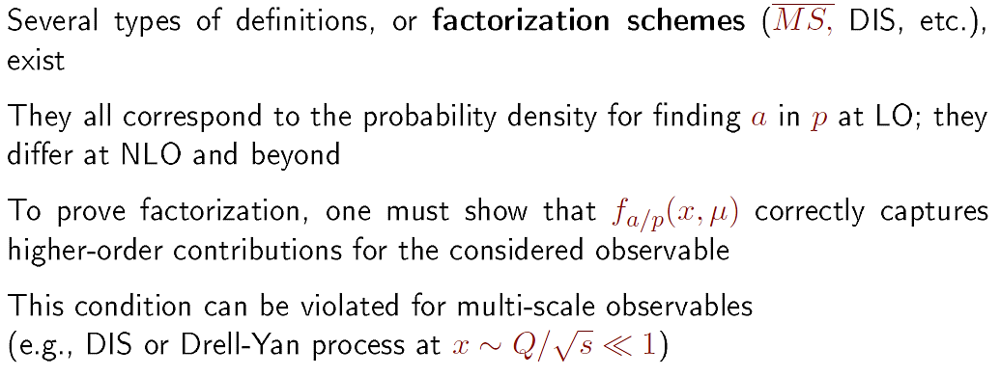 Several types of definitions, or factorization schemes ($\overline{MS}$, DIS, etc.),
exist
They all correspond to the probability density for finding $a$ in $p$ at LO; they
differ at NLO and beyond
To prove factorization, one must show that $f_{a/p}(x, \mu)$ correctly captures
higher-order contributions for the considered observable
This condition can be violated for multi-scale observables
(e.g., DIS or Drell-Yan process at $x \sim Q/\sqrt{s} \ll 1$)